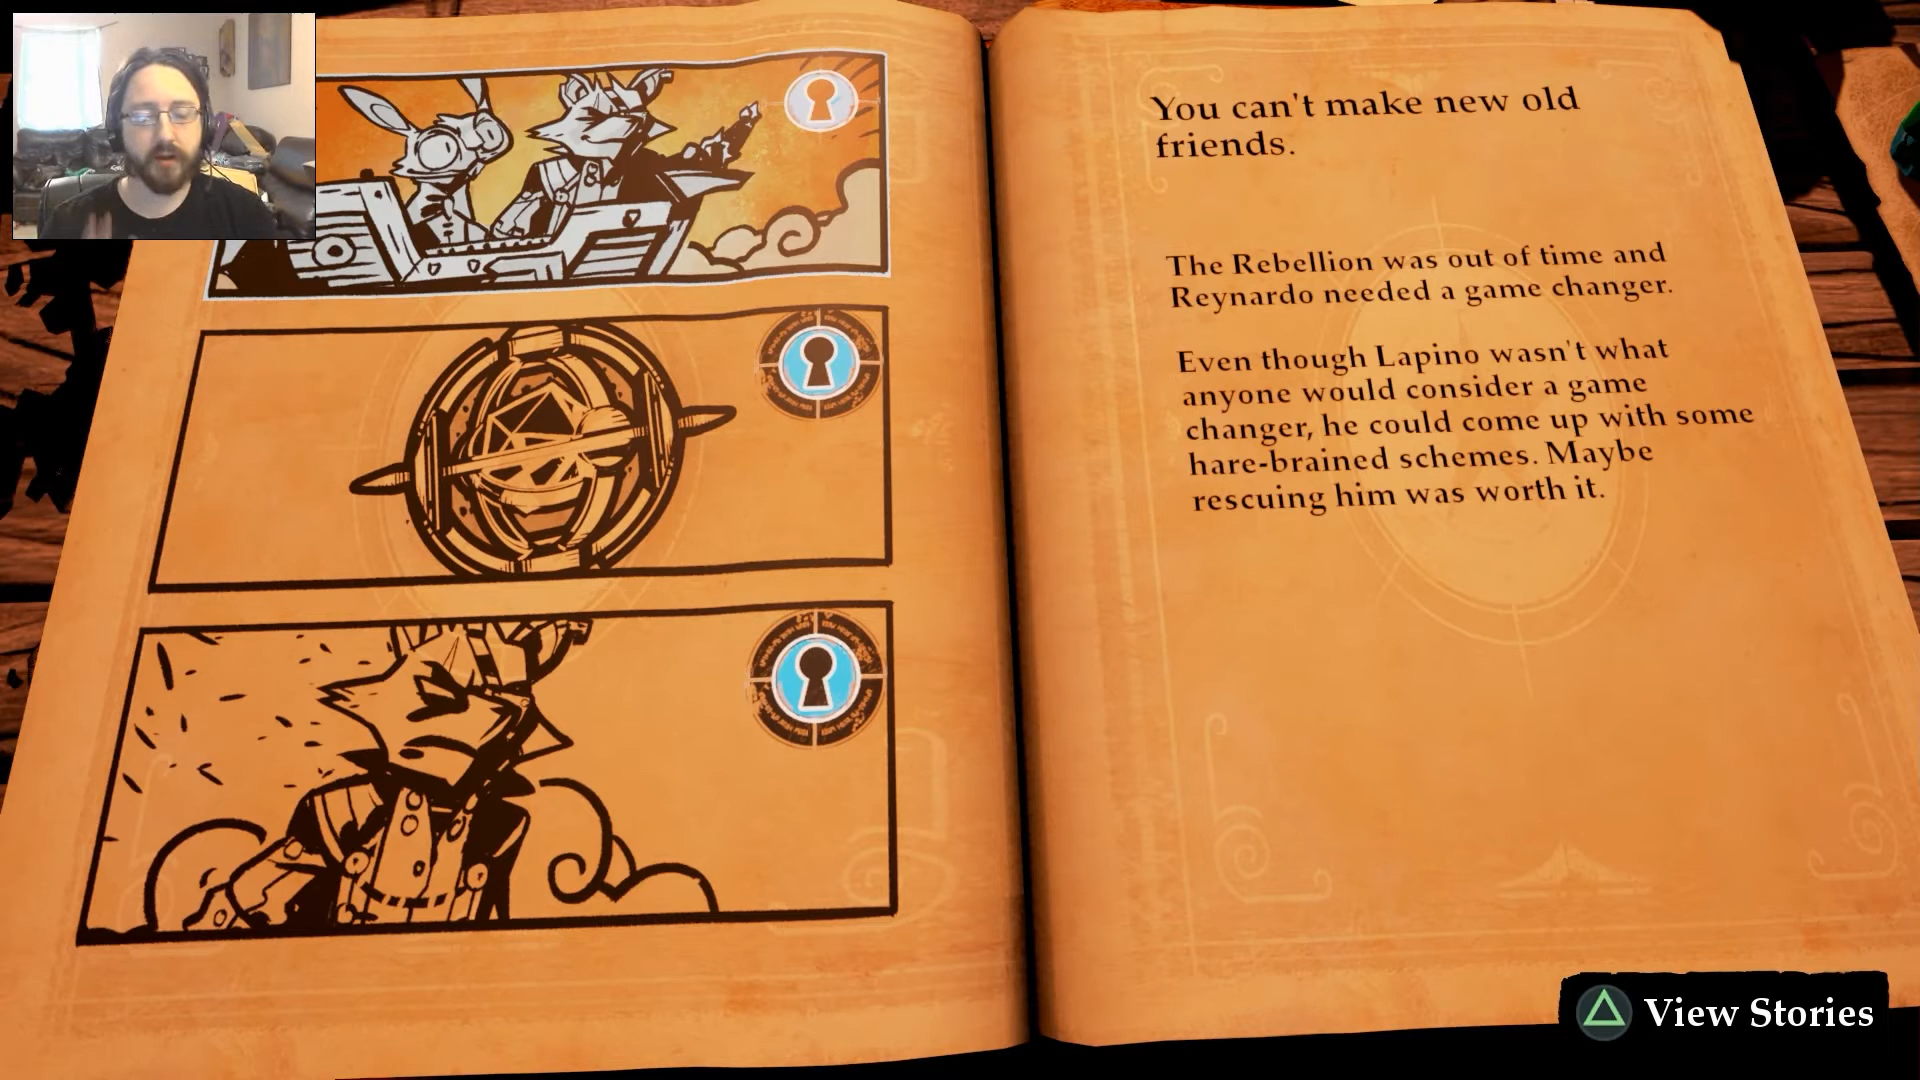 You can't make new old
friends.
The Rebellion was out of time and
Reynardo needed a game changer.
Even though Lapino wasn't what
anyone would consider a game
changer, he could come up with some
hare-brained schemes. Maybe
rescuing him was worth it.
View Stories